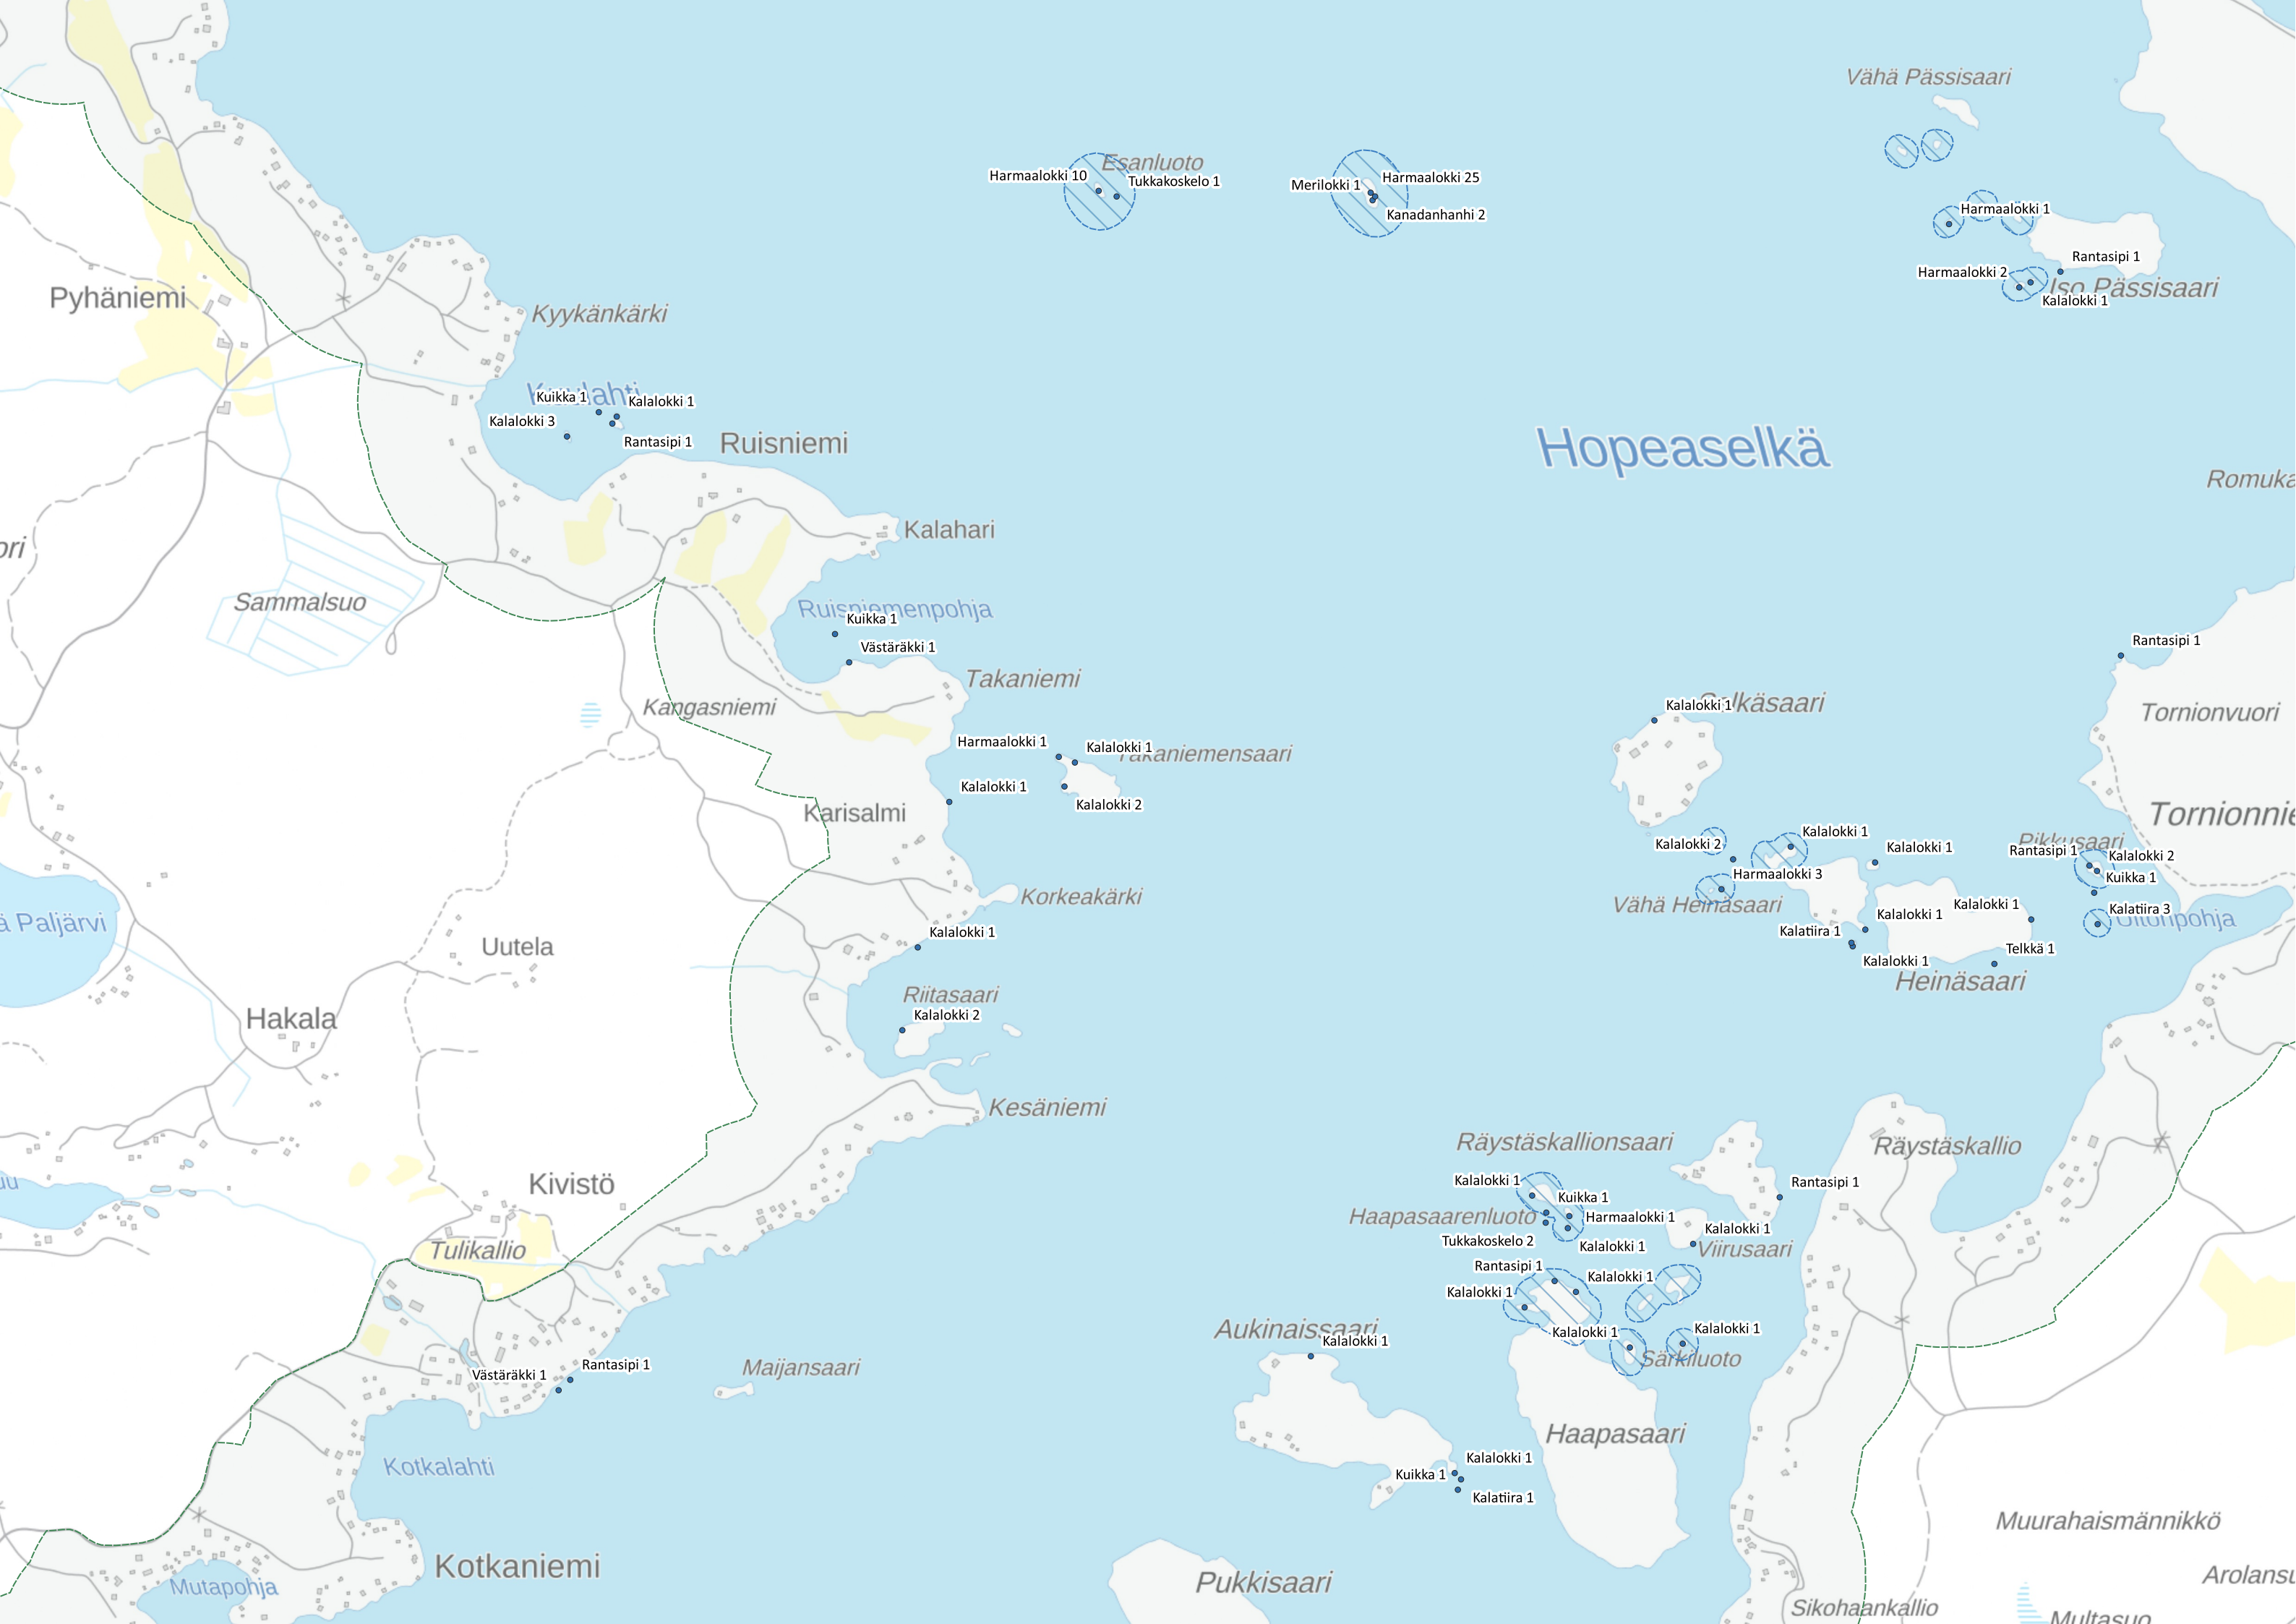 Vähä Pässisaari
Esanluoto
Harmaalokki 10
Tukkakoskelo 1
Merilokki 1
Harmaalokki 25
Kanadanhanhi 2
Harmaalokki 1
Rantasipi 1
Harmaalokki 2
Iso Pässisaari
Kalalokki 1
Pyhäniemi
Kyykänkärki
Kuikka 1
Kalalokki 1
Kalalokki 3
Rantasipi 1
Ruisniemi
Hopeaselkä
Romuka
Kalahari
ori
Sammalsuo
Ruisniemenpohja
Kuikka 1
Västäräkki 1
Rantasipi 1
Takaniemi
Kangasniemi
Kalalokki 1
Tornionvuori
Harmaalokki 1
Kalalokki 1
Takaniemensaari
Kalalokki 1
Kalalokki 2
Karisalmi
Tornionnie
Kalalokki 2
Kalalokki 1
Kalalokki 1
Pikkusaari
Rantasipi 1
Kalalokki 2
Harmaalokki 3
Kuikka 1
Korkeakärki
Vähä Heinäsaari
Kalalokki 1
Kalalokki 1
Kalatiira 3
ä Paljärvi
Kalalokki 1
Kalatiira 1
Uutela
Telkkä 1
Kalalokki 1
Heinäsaari
Riitasaari
Kalalokki 2
Hakala
Kesäniemi
Räystäskallionsaari
Räystäskallio
Kivistö
Kalalokki 1
Rantasipi 1
Kuikka 1
Haapasaarenluoto
Harmaalokki 1
Kalalokki 1
Tukkakoskelo 2
Kalalokki 1
Viirusaari
Tulikallio
Rantasipi 1
Kalalokki 1
Kalalokki 1
Aukinaissaari
Kalalokki 1
Kalalokki 1
Kalalokki 1
Särkiluoto
Västäräkki 1
Rantasipi 1
Maijansaari
Haapasaari
Kotkalahti
Kalalokki 1
Kuikka 1
Kalatiira 1
Muurahaismännikkö
Kotkaniemi
Mutapohja
Pukkisaari
Arolansu
Sikohaankallio
Multasuo